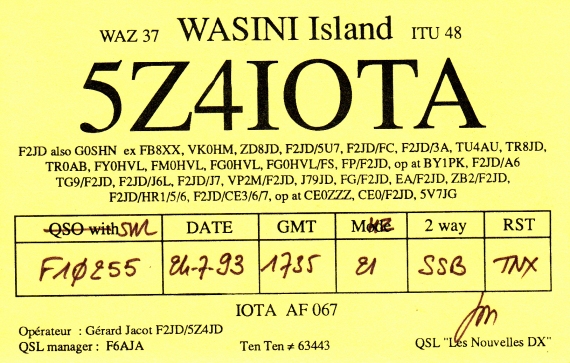 WAZ 37 WASINI Island ITU 48
5Z4IOTA
F2JD also G0SHN ex FB8XX, VK0HM, ZD8JD, F2JD/5U7, F2JD/FC, F2JD/3A, TU4AU, TR8JD,
TR0AB, FY0HVL, FM0HVL, FG0HVL, FG0HVL/FS, FP/F2JD, op at BY1PK, F2JD/A6
TG9/F2JD, F2JD/J6L, F2JD/J7, VP2M/F2JD, J79JD, FG/F2JD, EA/F2JD, ZB2/F2JD,
F2JD/HR1/5/6, F2JD/CE3/6/7, op at CE0ZZZ, CE0/F2JD, 5V7JG
QSO with SWL DATE GMT Mode 2 way RST
F10255 24-7-93 1735 21 SSB TNX
IOTA AF 067
Opérateur : Gérard Jacot F2JD/5Z4JD
QSL manager : F6AJA Ten Ten ≠ 63443 QSL "Les Nouvelles DX"